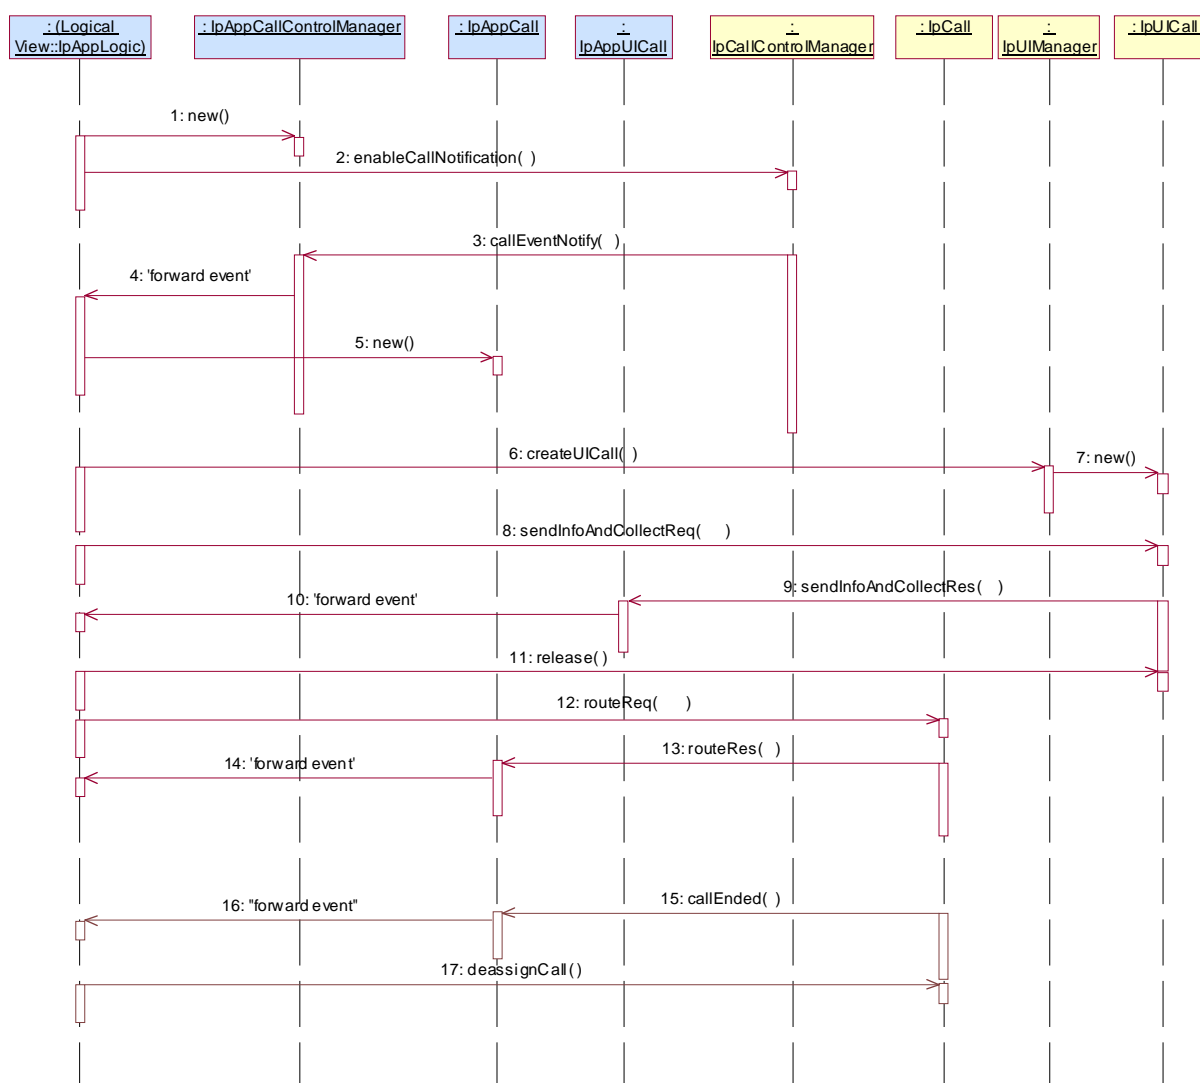 : (Logical
View::IpAppLogic)
: IpAppCallControlManager
: IpAppCall
:
IpAppUICall
:
IpCallControlManager
: IpCall
:
IpUIManager
: IpUICall
1: new()
2: enableCallNotification( )
3: callEventNotify( )
4: 'forward event'
5: new()
6: createUICall( )
7: new()
8: sendInfoAndCollectReq( )
9: sendInfoAndCollectRes( )
10: 'forward event'
11: release( )
12: routeReq( )
13: routeRes( )
14: 'forward event'
15: callEnded( )
16: "forward event"
17: deassignCall( )